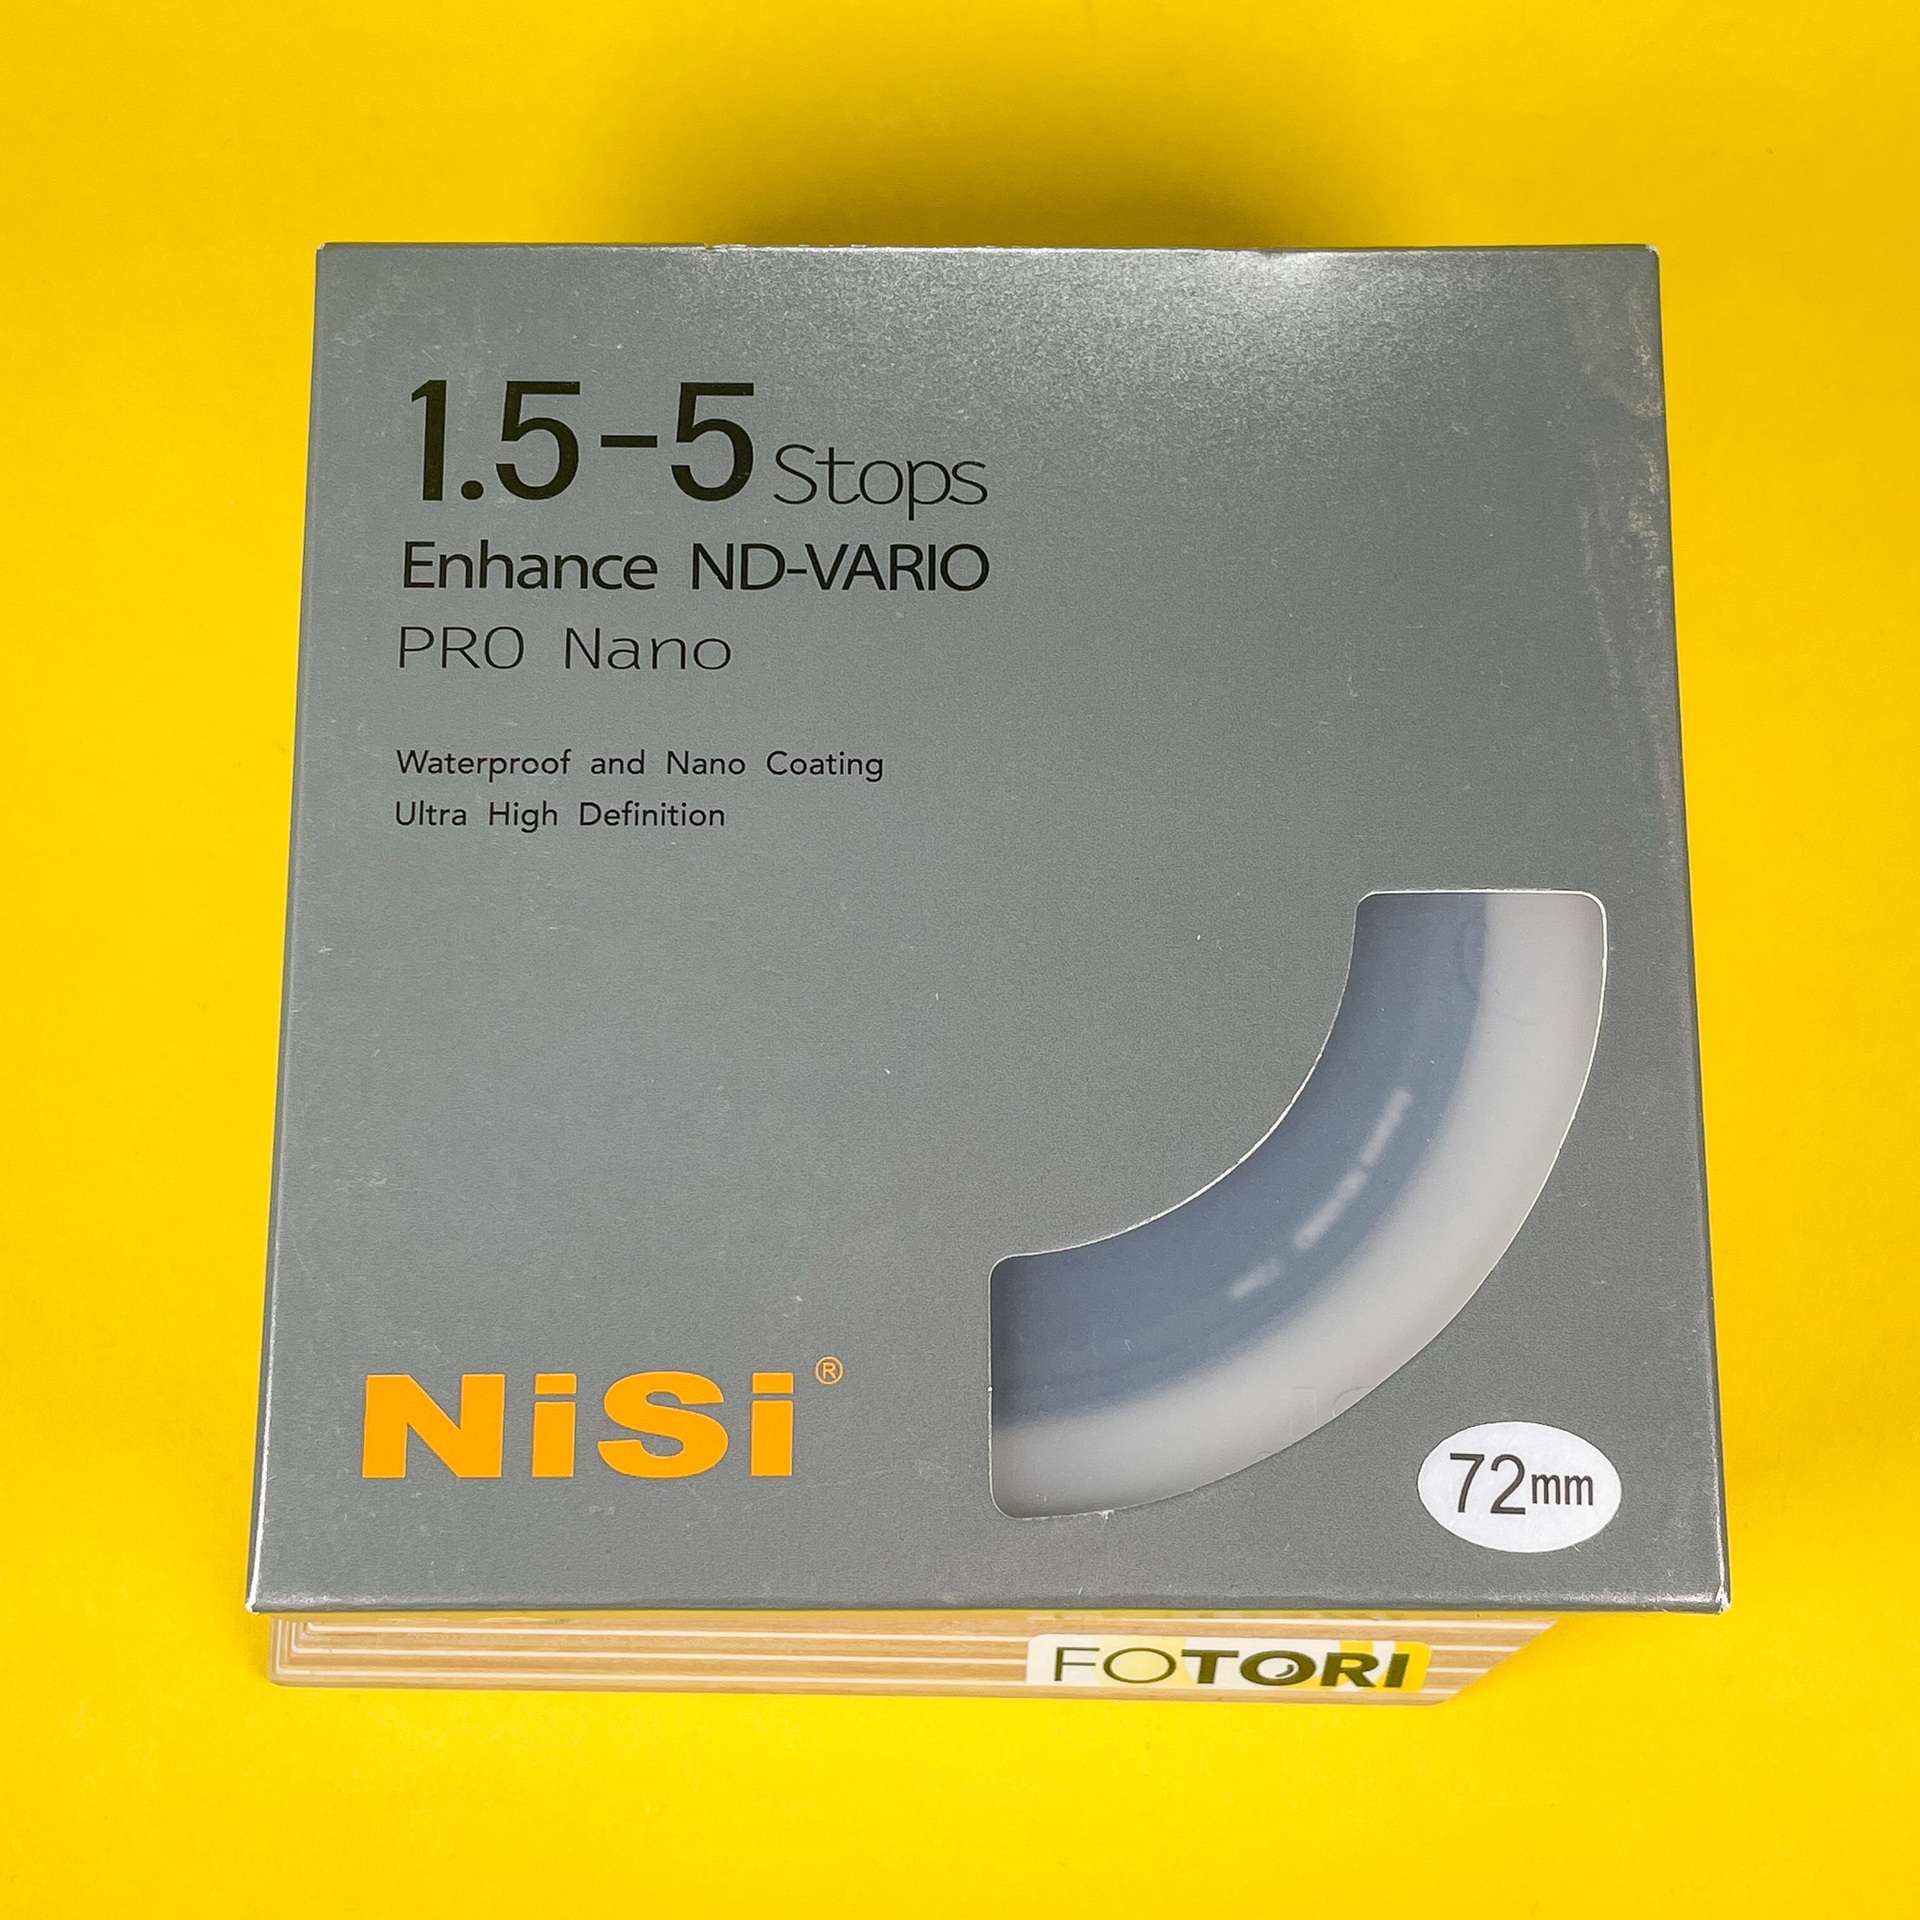 1.5-5 Stops
Enhance ND-VARIO
PRO Nano
Waterproof and Nano Coating
Ultra High Definition
NiSi®
72mm
FOTORI